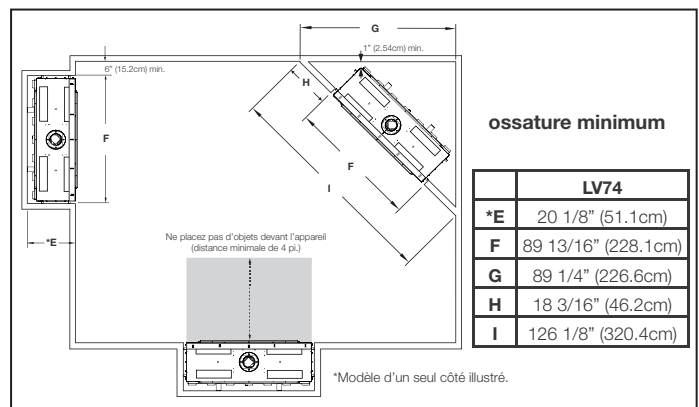 G
1” (2.54cm) min.
6” (15.2cm) min.
H
F
F
I
*E
Ne placez pas d’objets devant l’appareil
(distance minimale de 4 pi.)
*Modèle d’un seul côté illustré.
ossature minimum
LV74
*E 20 1/8” (51.1cm)
F 89 13/16” (228.1cm)
G 89 1/4” (226.6cm)
H 18 3/16” (46.2cm)
I 126 1/8” (320.4cm)